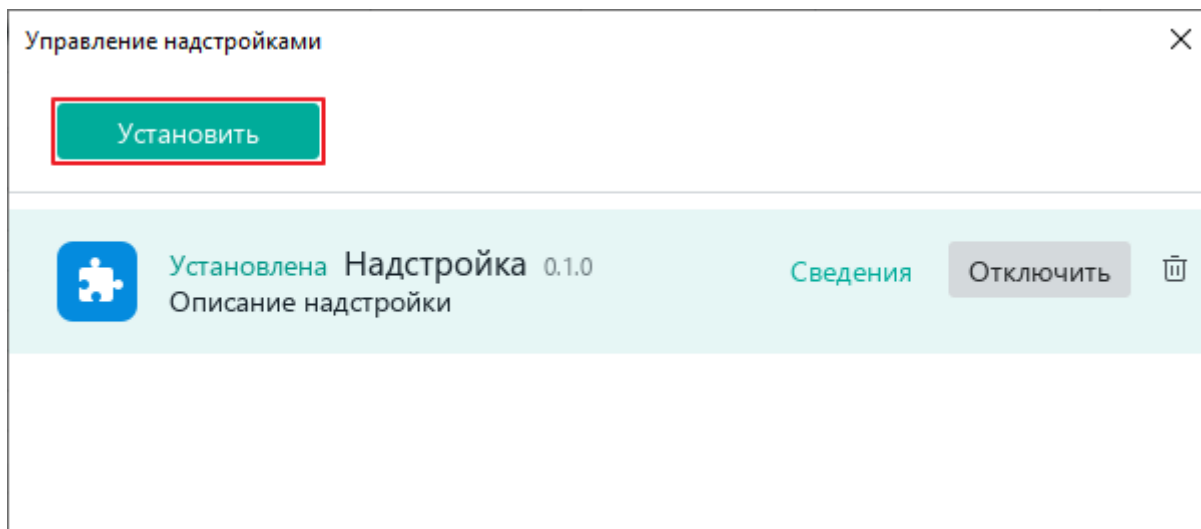 Управление надстройками
Установить
Установлена Надстройка 0.1.0
Сведения
Отключить
Описание надстройки